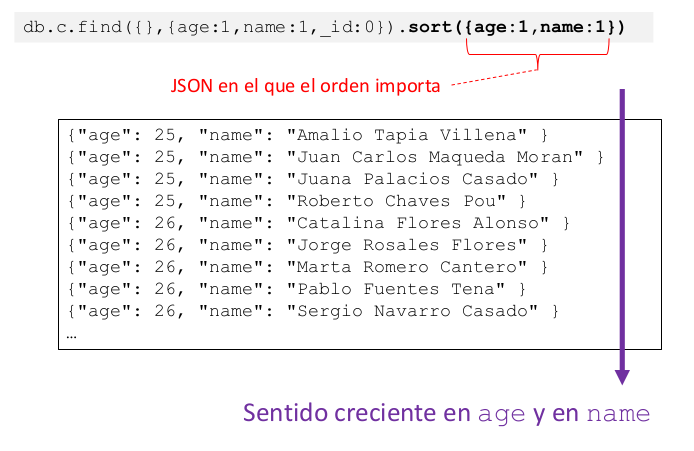 db.c.find({},{age:1,name:1,_id:0}).sort({age:1,name:1})
JSON en el que el orden importa
{"age": 25, "name": "Amalio Tapia Villena" }
{"age": 25, "name": "Juan Carlos Maqueda Moran" }
{"age": 25, "name": "Juana Palacios Casado" }
{"age": 25, "name": "Roberto Chaves Pou" }
{"age": 26, "name": "Catalina Flores Alonso" }
{"age": 26, "name": "Jorge Rosales Flores" }
{"age": 26, "name": "Marta Romero Cantero" }
{"age": 26, "name": "Pablo Fuentes Tena" }
{"age": 26, "name": "Sergio Navarro Casado" }
…
Sentido creciente en age y en name